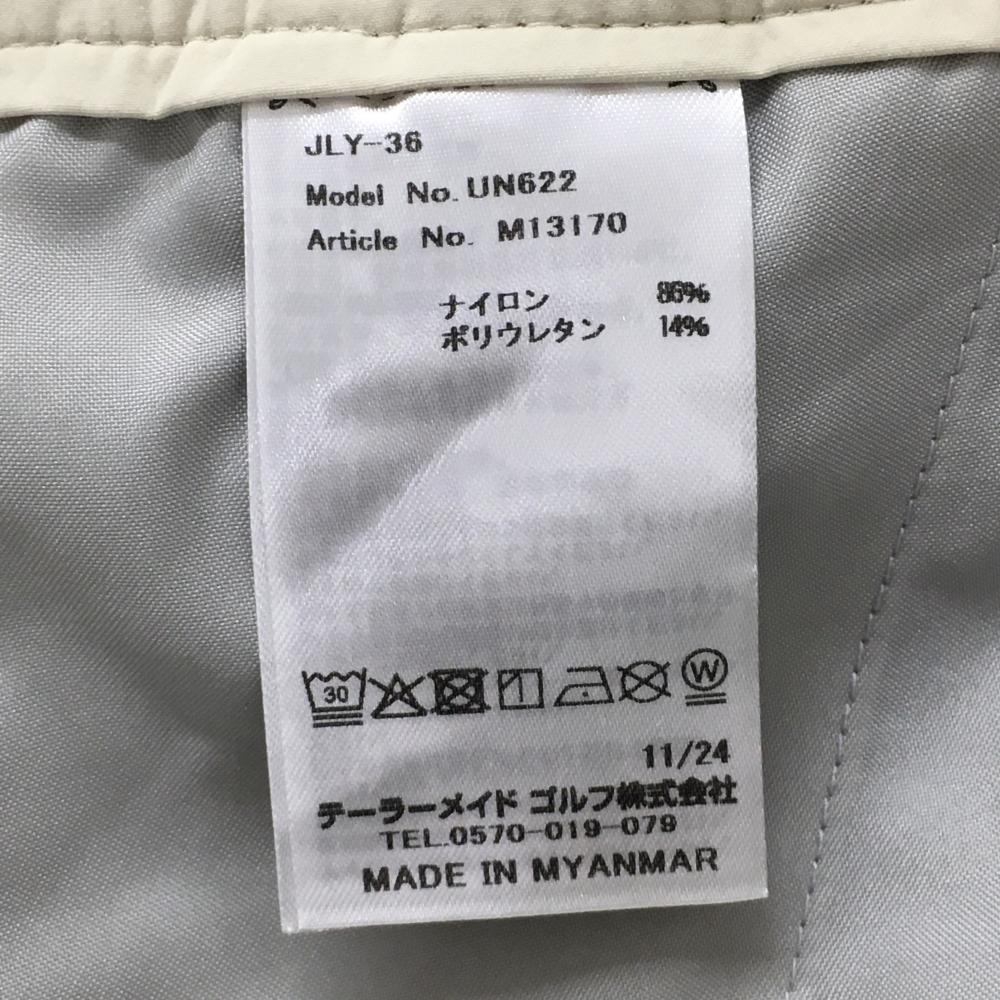 JLY-36
Model No. UN622
Article No. M13170
ナイロン 86%
ポリウレタン 14%
30 W
11/24
テーラーメイド ゴルフ株式会社
TEL.0570-019-079
MADE IN MYANMAR